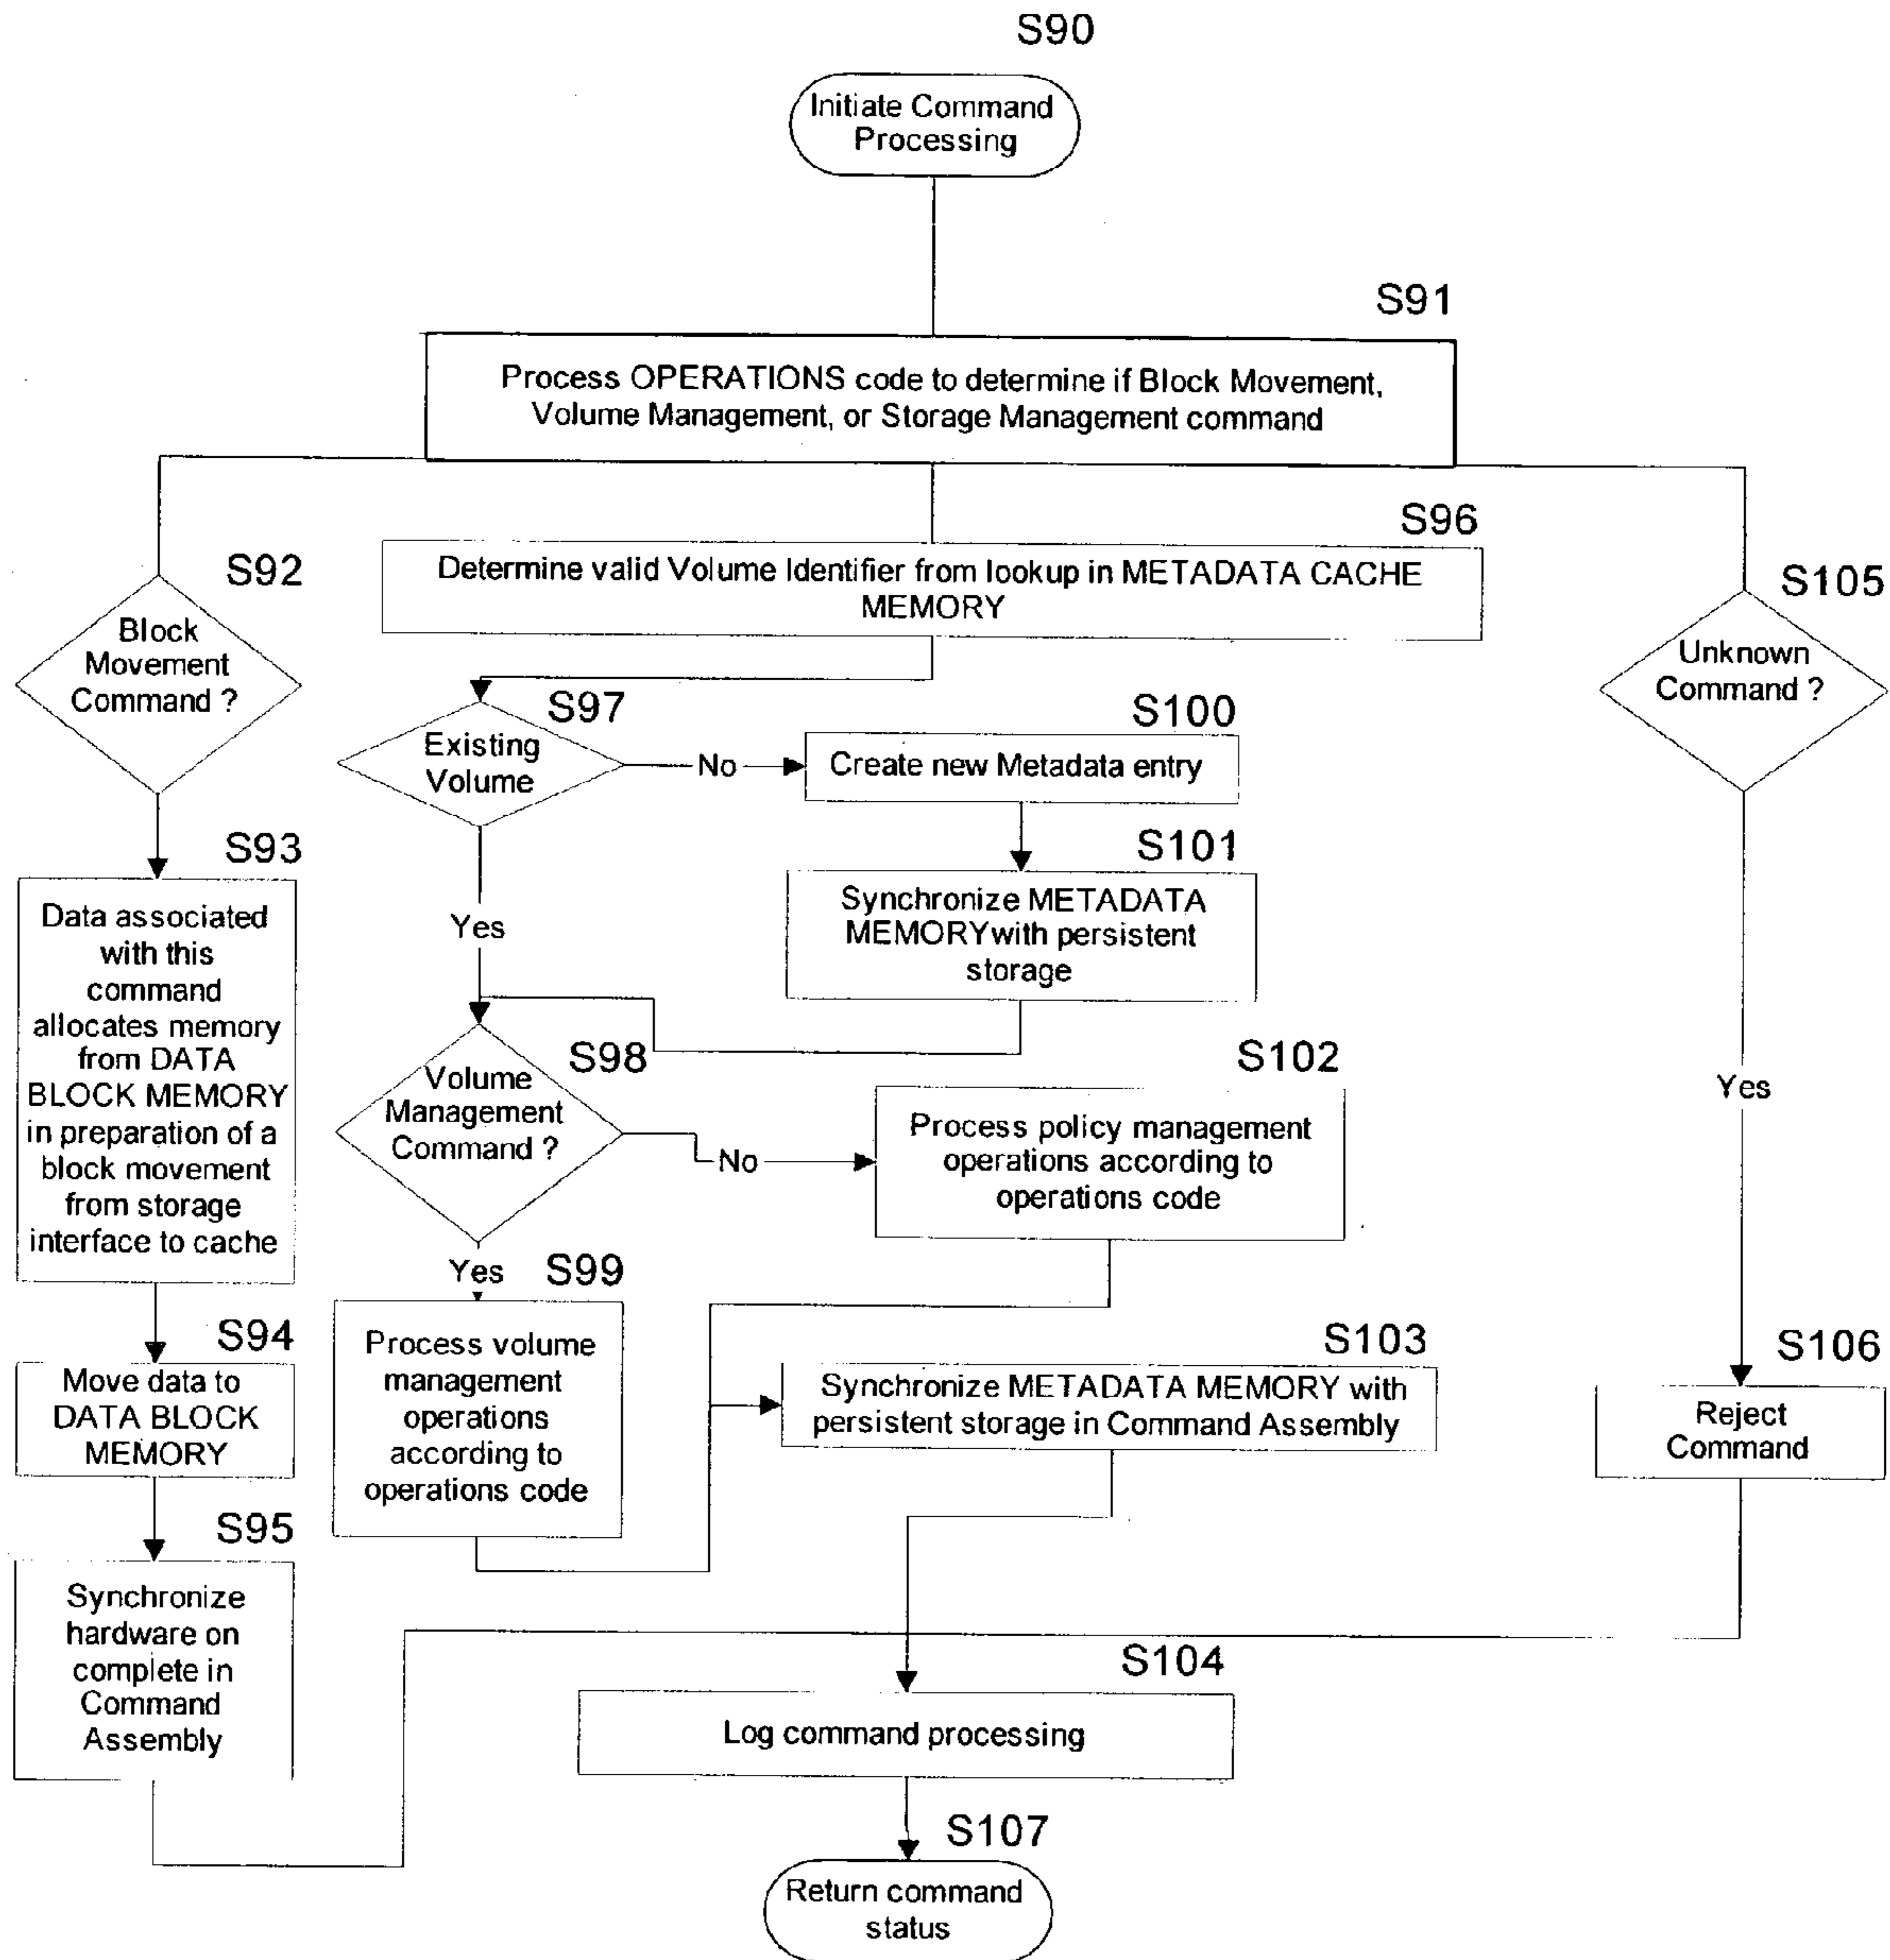 S90
Initiate Command
Processing
S91
Process OPERATIONS code to determine if Block Movement,
Volume Management, or Storage Management command
S96
Determine valid Volume Identifier from lookup in METADATA CACHE
MEMORY
S92
Block
Movement
Command ?
S105
Unknown
Command ?
S97
Existing
Volume
No
S100
Create new Metadata entry
S101
Synchronize METADATA
MEMORYwith persistent
storage
Yes
S93
Data associated
with this
command
allocates memory
from DATA
BLOCK MEMORY
in preparation of a
block movement
from storage
interface to cache
S98
Volume
Management
Command ?
No
S102
Process policy management
operations according to
operations code
Yes
Yes
S99
Process volume
management
operations
according to
operations code
S94
Move data to
DATA BLOCK
MEMORY
S103
Synchronize METADATA MEMORY with
persistent storage in Command Assembly
S106
Reject
Command
S95
Synchronize
hardware on
complete in
Command
Assembly
S104
Log command processing
S107
Return command
status